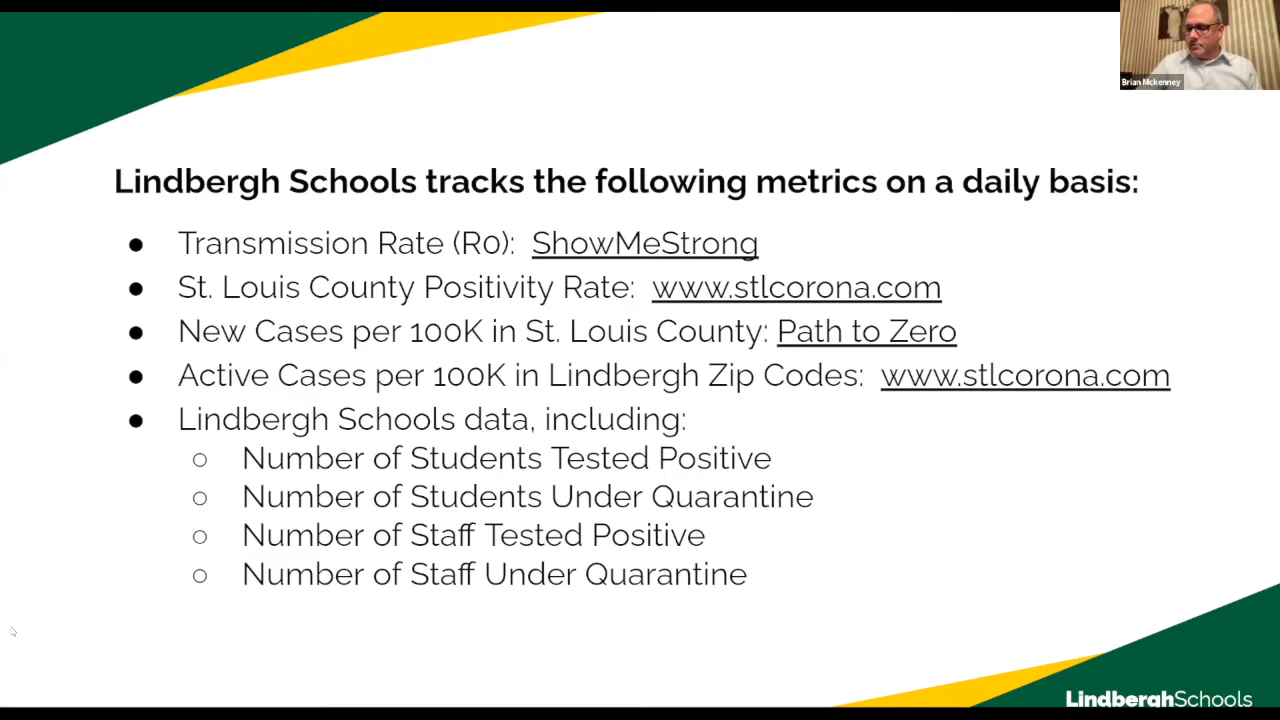 Brian Mckenney
Lindbergh Schools tracks the following metrics on a daily basis:
● Transmission Rate (R0): ShowMeStrong
● St. Louis County Positivity Rate: www.stlcorona.com
● New Cases per 100K in St. Louis County: Path to Zero
● Active Cases per 100K in Lindbergh Zip Codes: www.stlcorona.com
● Lindbergh Schools data, including:
○ Number of Students Tested Positive
○ Number of Students Under Quarantine
○ Number of Staff Tested Positive
○ Number of Staff Under Quarantine
LindberghSchools